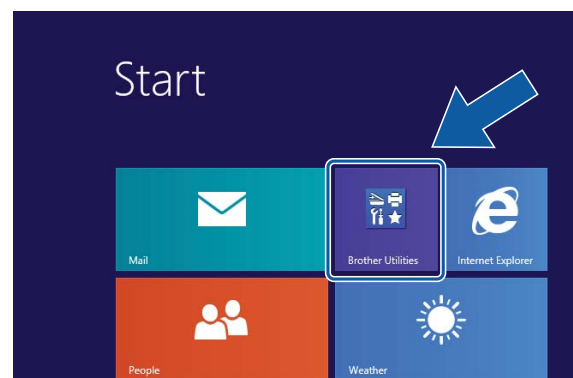 Start
Mail
Brother Utilities
Internet Explorer
People
Weather